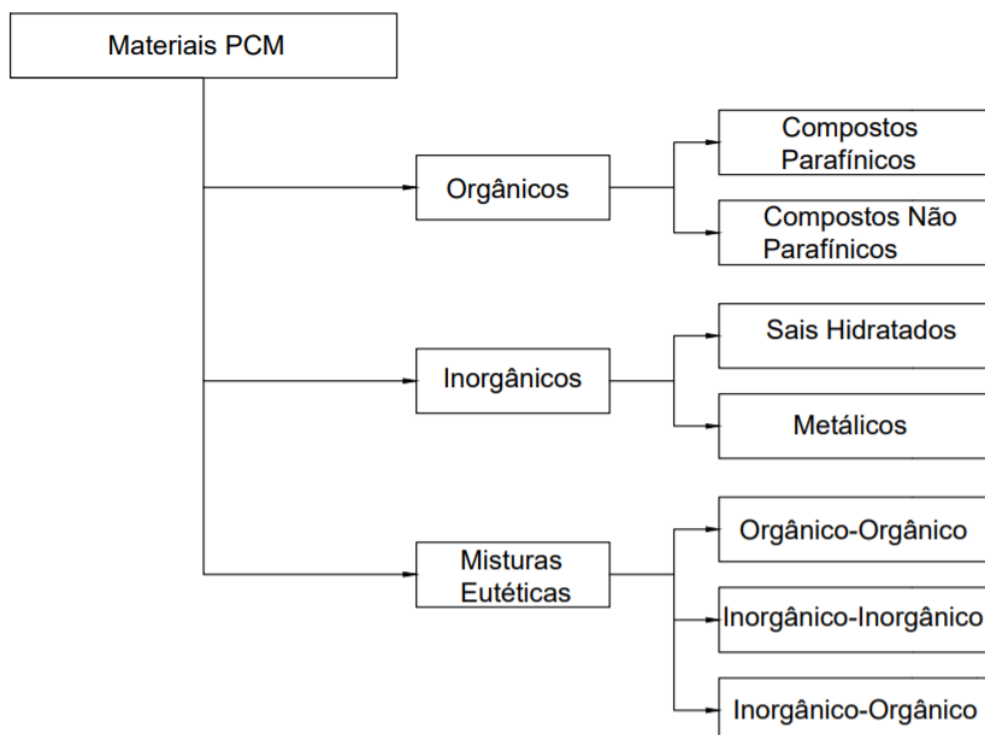 Materiais PCM
Compostos
Parafínicos
Orgânicos
Compostos Não
Parafínicos
Sais Hidratados
Inorgânicos
Metálicos
Orgânico-Orgânico
Misturas
Eutéticas
Inorgânico-Inorgânico
Inorgânico-Orgânico